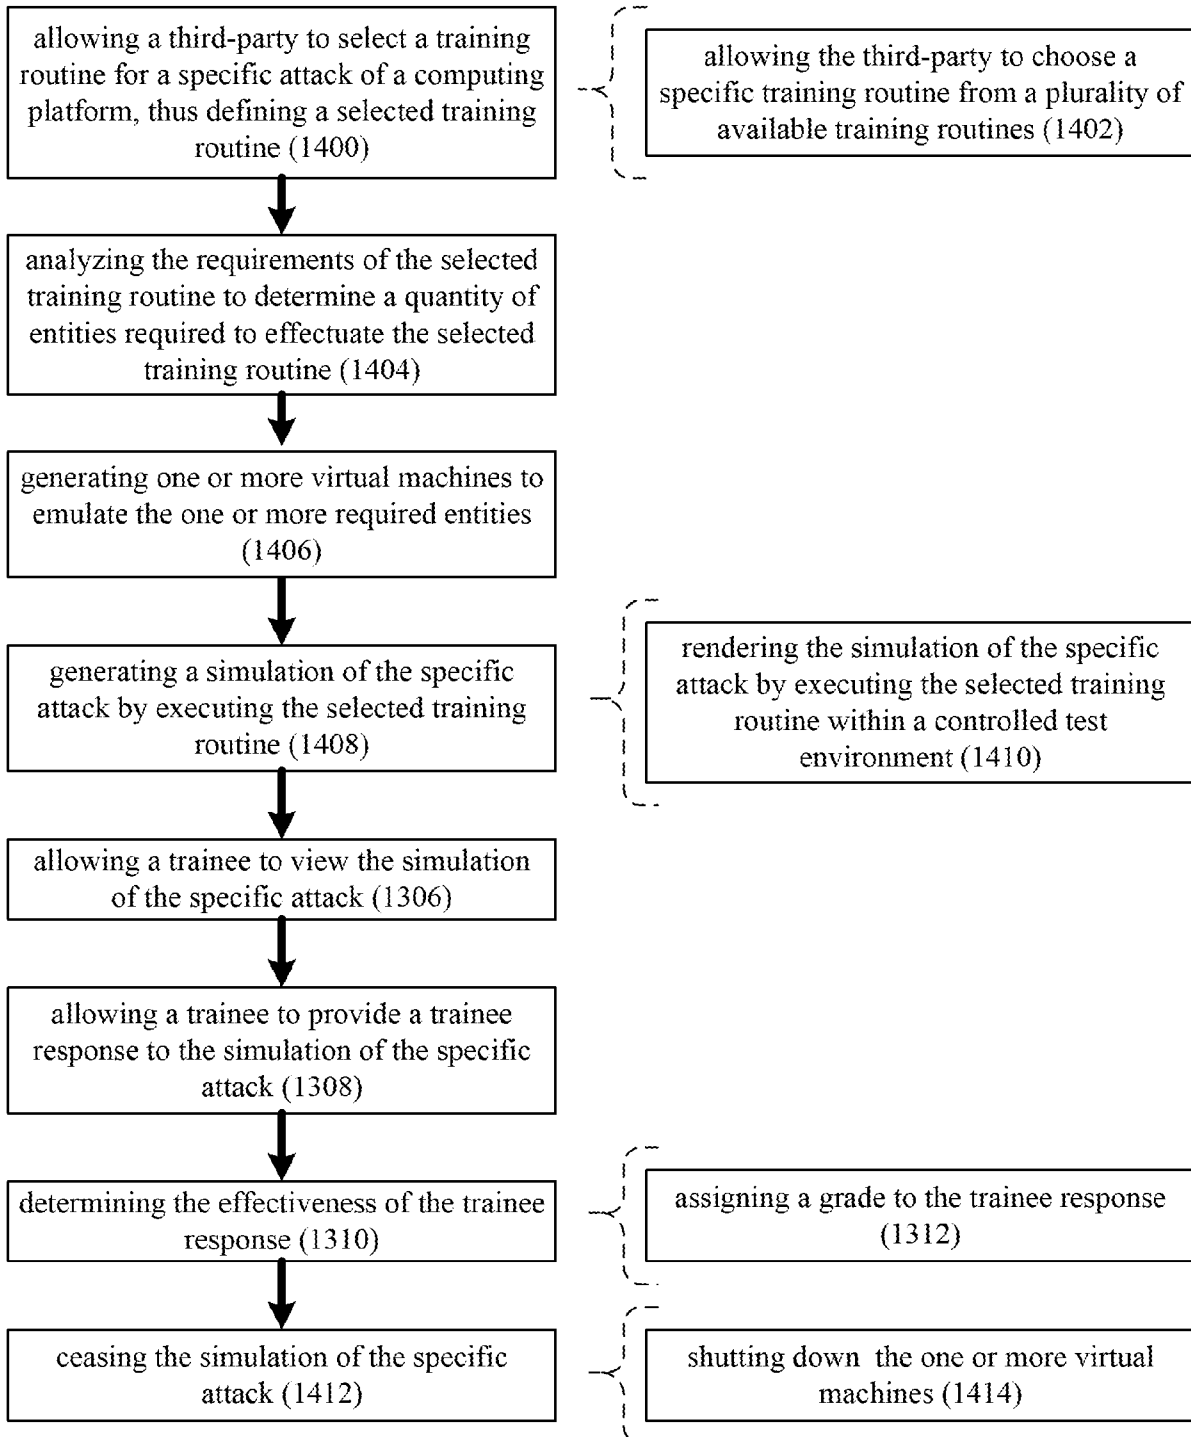 allowing a third-party to select a training
routine for a specific attack of a computing
platform, thus defining a selected training
routine (1400)
allowing the third-party to choose a
specific training routine from a plurality of
available training routines (1402)
analyzing the requirements of the selected
training routine to determine a quantity of
entities required to effectuate the selected
training routine (1404)
generating one or more virtual machines to
emulate the one or more required entities
(1406)
generating a simulation of the specific
attack by executing the selected training
routine (1408)
rendering the simulation of the specific
attack by executing the selected training
routine within a controlled test
environment (1410)
allowing a trainee to view the simulation
of the specific attack (1306)
allowing a trainee to provide a trainee
response to the simulation of the specific
attack (1308)
determining the effectiveness of the trainee
response (1310)
assigning a grade to the trainee response
(1312)
ceasing the simulation of the specific
attack (1412)
shutting down the one or more virtual
machines (1414)